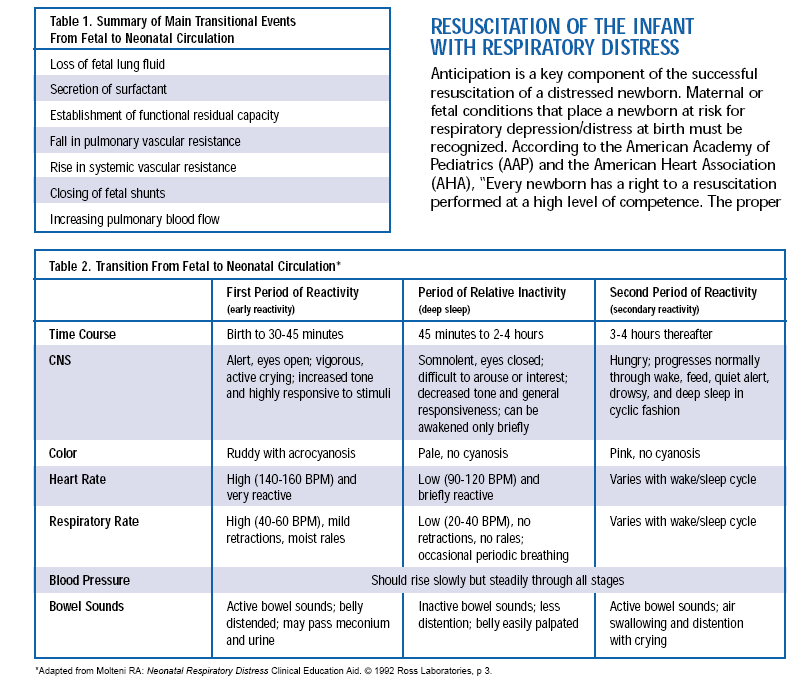 Table 1. Summary of Main Transitional Events
From Fetal to Neonatal Circulation
Loss of fetal lung fluid
Secretion of surfactant
Establishment of functional residual capacity
Fall in pulmonary vascular resistance
Rise in systemic vascular resistance
Closing of fetal shunts
Increasing pulmonary blood flow
RESUSCITATION OF THE INFANT
WITH RESPIRATORY DISTRESS
Anticipation is a key component of the successful
resuscitation of a distressed newborn. Maternal or
fetal conditions that place a newborn at risk for
respiratory depression/distress at birth must be
recognized. According to the American Academy of
Pediatrics (AAP) and the American Heart Association
(AHA), “Every newborn has a right to a resuscitation
performed at a high level of competence. The proper
Table 2. Transition From Fetal to Neonatal Circulation*
First Period of Reactivity
(early reactivity)
Period of Relative Inactivity
(deep sleep)
Second Period of Reactivity
(secondary reactivity)
Time Course
Birth to 30-45 minutes
45 minutes to 2-4 hours
3-4 hours thereafter
CNS
Alert, eyes open; vigorous,
active crying; increased tone
and highly responsive to stimuli
Somnolent, eyes closed;
difficult to arouse or interest;
decreased tone and general
responsiveness; can be
awakened only briefly
Hungry; progresses normally
through wake, feed, quiet alert,
drowsy, and deep sleep in
cyclic fashion
Color
Ruddy with acrocyanosis
Pale, no cyanosis
Pink, no cyanosis
Heart Rate
High (140-160 BPM) and
very reactive
Low (90-120 BPM) and
briefly reactive
Varies with wake/sleep cycle
Respiratory Rate
High (40-60 BPM), mild
retractions, moist rales
Low (20-40 BPM), no
retractions, no rales;
occasional periodic breathing
Varies with wake/sleep cycle
Blood Pressure
Should rise slowly but steadily through all stages
Bowel Sounds
Active bowel sounds; belly
distended; may pass meconium
and urine
Inactive bowel sounds; less
distention; belly easily palpated
Active bowel sounds; air
swallowing and distention
with crying
*Adapted from Molteni RA: Neonatal Respiratory Distress Clinical Education Aid. © 1992 Ross Laboratories, p 3.